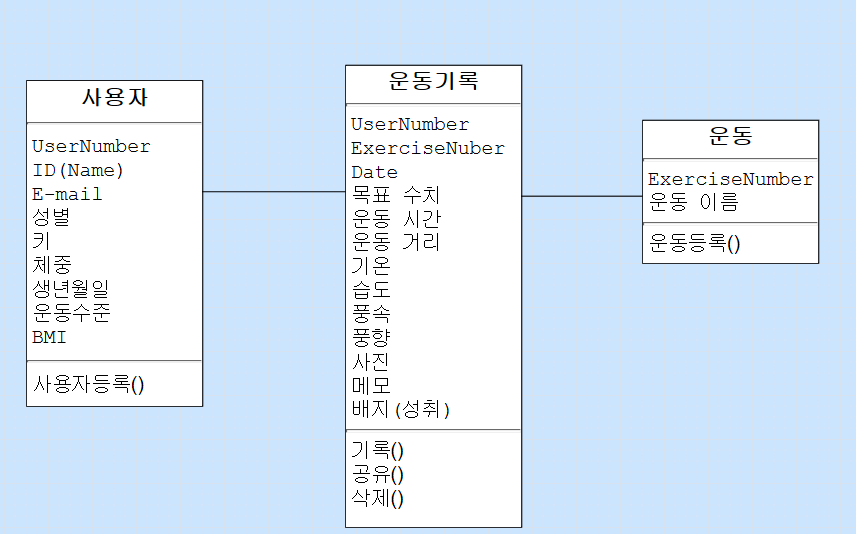 사용자
UserNumber
ID(Name)
E-mail
성별
키
체중
생년월일
운동수준
BMI
사용자등록()
운동기록
UserNumber
ExerciseNuber
Date
목표 수치
운동 시간
운동 거리
기온
습도
풍속
풍향
사진
메모
배지(성취)
기록()
공유()
삭제()
운동
ExerciseNumber
운동 이름
운동등록()